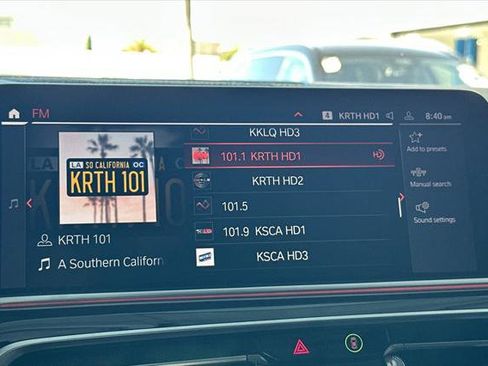 FM
4 KRTH HD1
8:40 am
KKLQ HD3
101.1 KRTH HD1
KRTH HD2
101.5
101.9 KSCA HD1
KSCA HD3
LA SO CALIFORNIA OC
KRTH 101
KRTH 101
A Southern Californ
Add to presets
Manual search
Sound settings